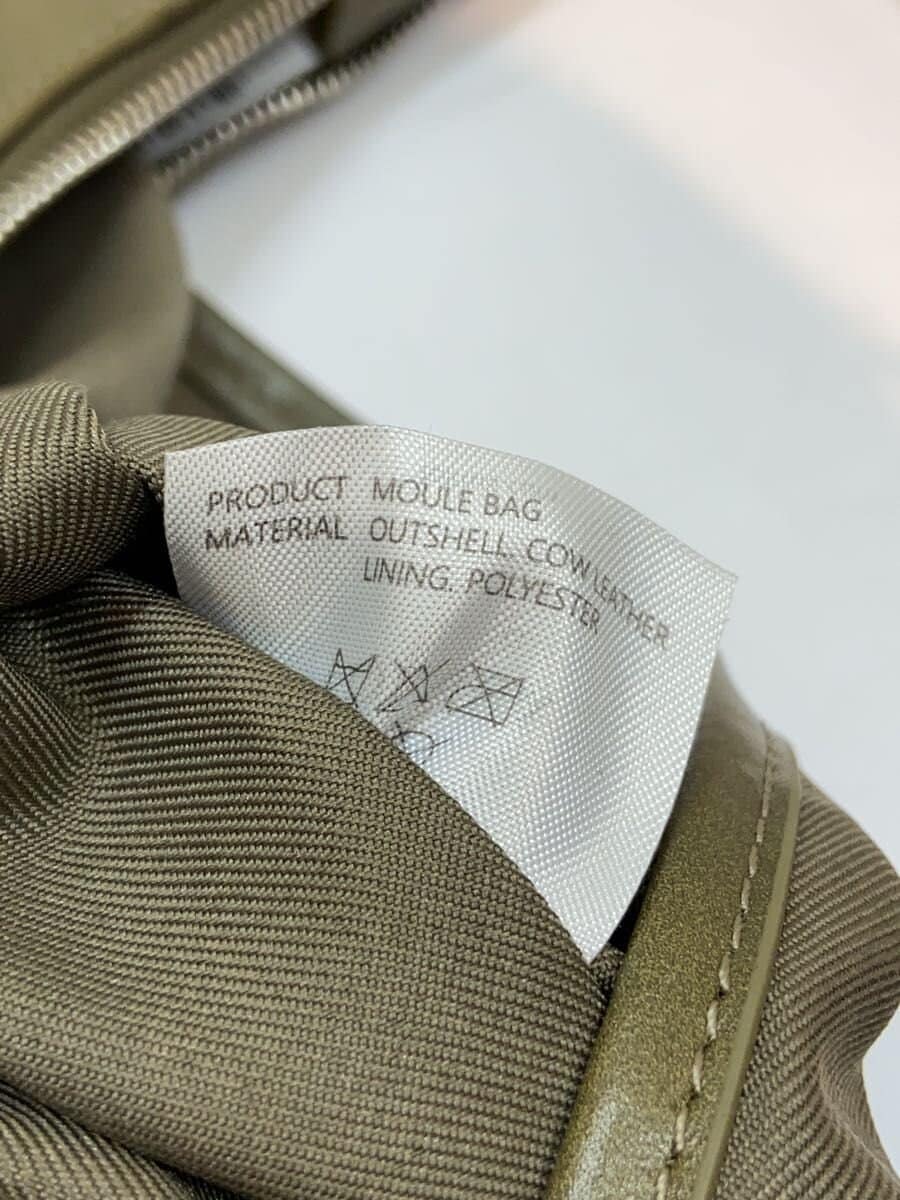 PRODUCT MOULE BAG
MATERIAL OUTSHELL. COW LEATHER
LINING. POLYESTER